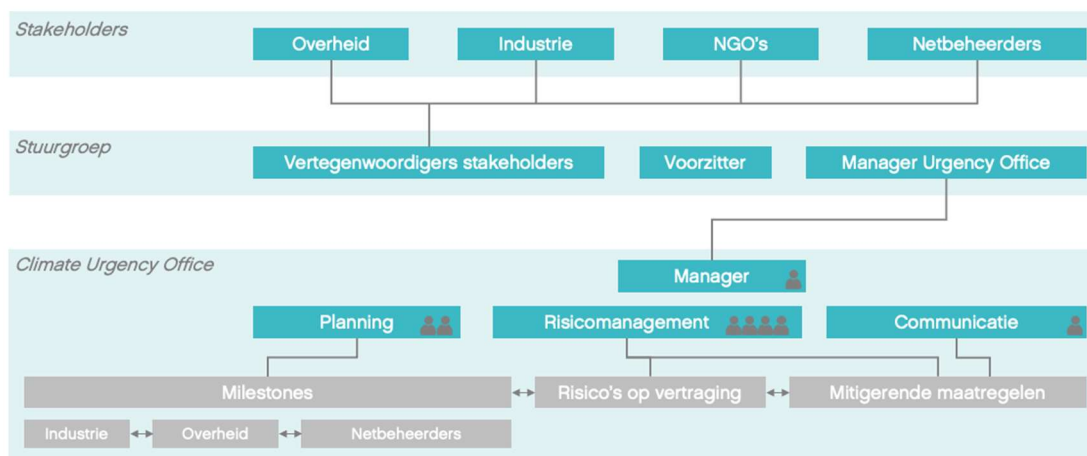 Stakeholders
Overheid
Industrie
NGO's
Netbeheerders
Stuurgroep
Vertegenwoordigers stakeholders
Voorzitter
Manager Urgency Office
Climate Urgency Office
Manager
Planning
Risicomanagement
Communicatie
Milestones
Risico's op vertraging
Mitigerende maatregelen
Industrie
Overheid
Netbeheerders